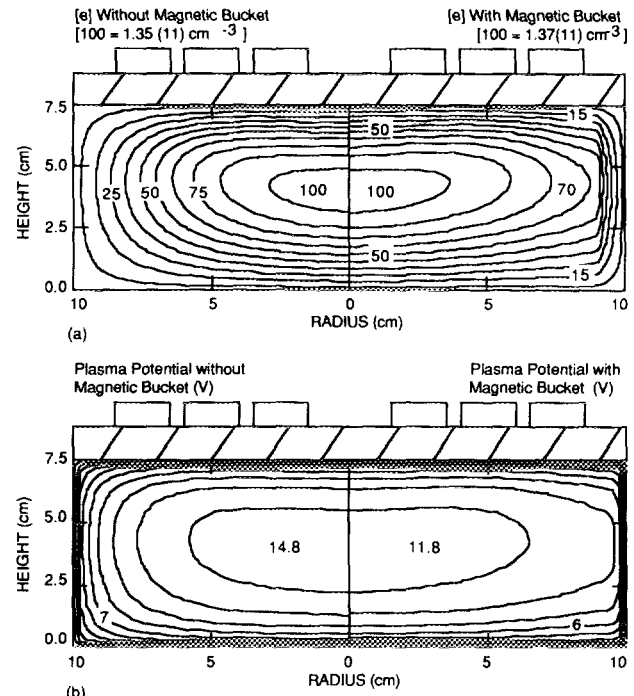 [e] Without Magnetic Bucket
[100 = 1.35 (11) cm -3 ]
[e] With Magnetic Bucket
[100 = 1.37(11) cm-3 ]
7.5
5.0
2.5
0.0
HEIGHT (cm)
15
50
25 50 75 100 100 70
50
15
10 5 0 5 10
RADIUS (cm)
(a)
Plasma Potential without
Magnetic Bucket (V)
Plasma Potential with
Magnetic Bucket (V)
7.5
5.0
2.5
0.0
HEIGHT (cm)
14.8 11.8
7 6
10 5 0 5 10
RADIUS (cm)
(b)